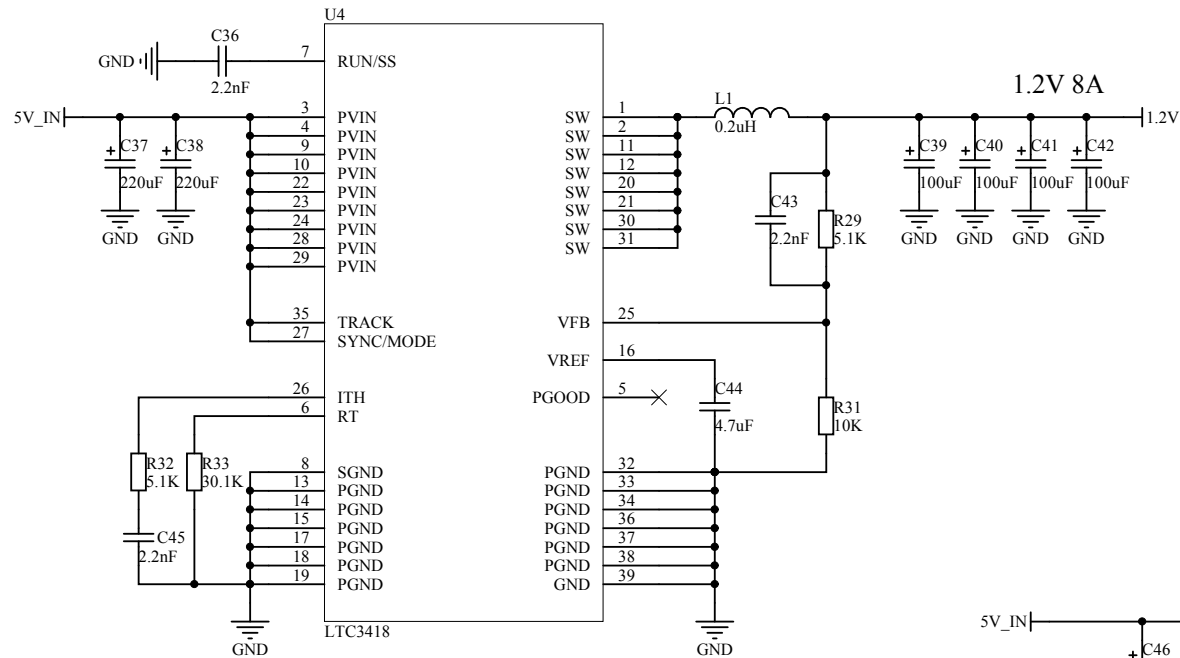 U4
C36
GND
2.2nF
7
RUN/SS
1.2V 8A
5V_IN
3
PVIN
4
PVIN
9
PVIN
10
PVIN
22
PVIN
23
PVIN
24
PVIN
28
PVIN
29
PVIN
C37
220uF
GND
C38
220uF
GND
SW
1
SW
2
SW
11
SW
12
SW
20
SW
21
SW
30
SW
31
L1
0.2uH
1.2V
C39
100uF
GND
C40
100uF
GND
C41
100uF
GND
C42
100uF
GND
C43
2.2nF
R29
5.1K
35
TRACK
27
SYNC/MODE
VFB
25
VREF
16
26
ITH
6
RT
PGOOD
5
C44
4.7uF
R31
10K
R32
5.1K
R33
30.1K
C45
2.2nF
8
SGND
13
PGND
14
PGND
15
PGND
17
PGND
18
PGND
19
PGND
PGND
32
PGND
33
PGND
34
PGND
36
PGND
37
PGND
38
GND
39
GND
LTC3418
GND
5V_IN
C46